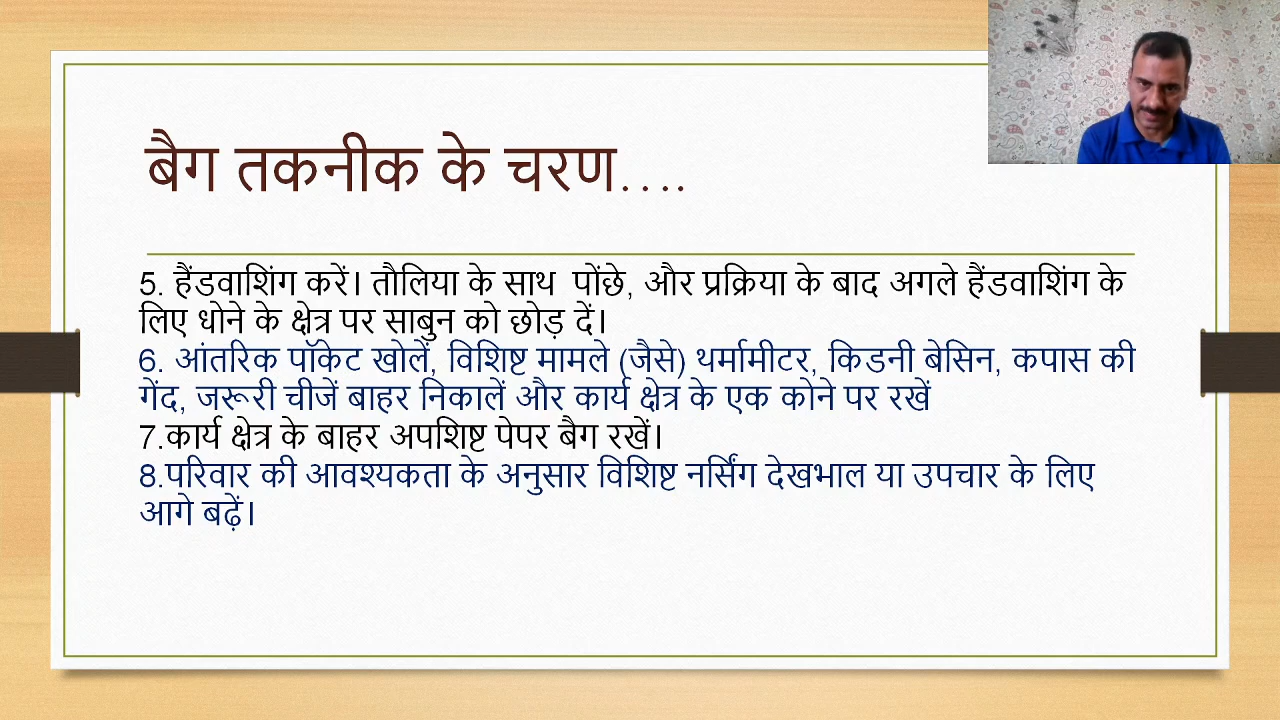 बैग तकनीक के चरण....
5. हैंडवाशिंग करें। तौलिया के साथ पोंछे, और प्रक्रिया के बाद अगले हैंडवाशिंग के
लिए धोने के क्षेत्र पर साबुन को छोड़ दें।
6. आंतरिक पॉकेट खोलें, विशिष्ट मामले (जैसे) थर्मामीटर, किडनी बेसिन, कपास की
गेंद, जरूरी चीजें बाहर निकालें और कार्य क्षेत्र के एक कोने पर रखें
7.कार्य क्षेत्र के बाहर अपशिष्ट पेपर बैग रखें।
8.परिवार की आवश्यकता के अनुसार विशिष्ट नर्सिंग देखभाल या उपचार के लिए
आगे बढ़ें।